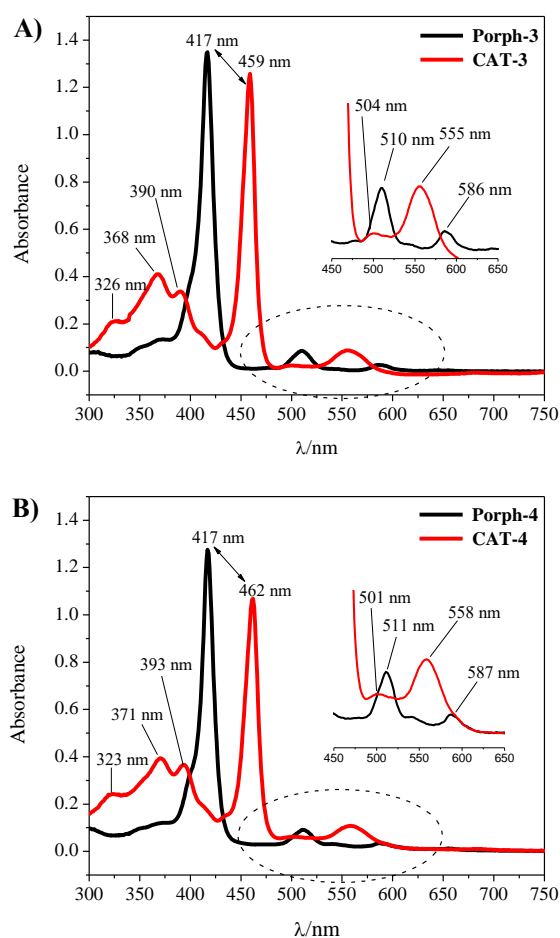 A)
417 nm
459 nm
Porph-3
CAT-3
504 nm
510 nm
555 nm
586 nm
390 nm
368 nm
326 nm
Absorbance
1.4
1.2
1.0
0.8
0.6
0.4
0.2
0.0
450 500 550 600 650
300 350 400 450 500 550 600 650 700 750
λ/nm
B)
417 nm
462 nm
Porph-4
CAT-4
501 nm
511 nm
558 nm
587 nm
393 nm
371 nm
323 nm
Absorbance
1.4
1.2
1.0
0.8
0.6
0.4
0.2
0.0
450 500 550 600 650
300 350 400 450 500 550 600 650 700 750
λ/nm